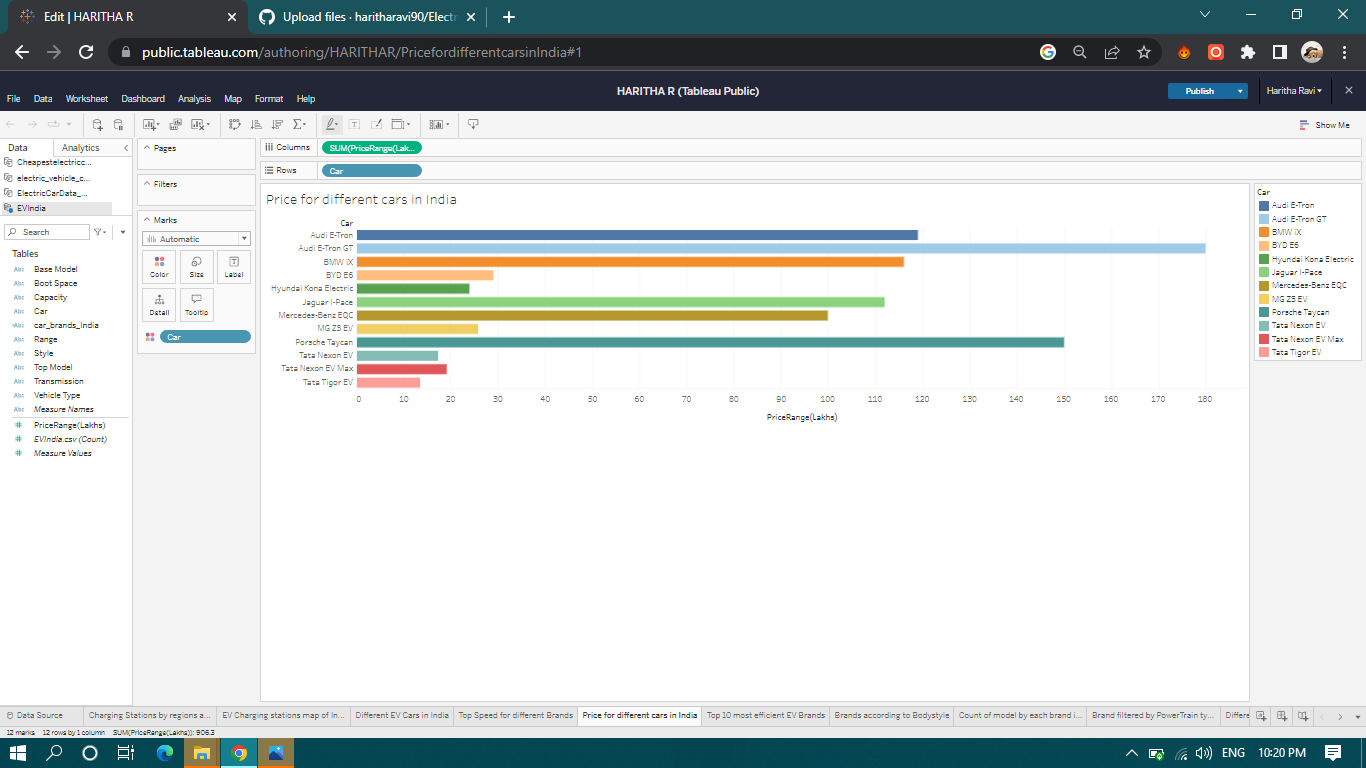 Edit | HARITHA R
Upload files · haritharavi90/Electr
public.tableau.com/authoring/HARITHAR/PricefordifferentcarsinIndia#1
File Data Worksheet Dashboard Analysis Map Format Help
HARITHA R (Tableau Public)
Publish
Haritha Ravi
Show Me
Data Analytics
Cheapestelectricc...
electric_vehicle_c...
ElectricCarData_...
EVIndia
Search
Tables
Abc Base Model
Abc Boot Space
Abc Capacity
Abc Car
Abc car_brands_India
Abc Range
Abc Style
Abc Top Model
Abc Transmission
Abc Vehicle Type
Abc Measure Names
# PriceRange(Lakhs)
# EVIndia.csv (Count)
# Measure Values
Pages
Filters
Marks
Automatic
Color Size Label
Detail Tooltip
Car
Columns SUM(PriceRange(Lak...
Rows Car
Price for different cars in India
Car
Audi E-Tron
Audi E-Tron GT
BMW iX
BYD E6
Hyundai Kona Electric
Jaguar I-Pace
Mercedes-Benz EQC
MG ZS EV
Porsche Taycan
Tata Nexon EV
Tata Nexon EV Max
Tata Tigor EV
0 10 20 30 40 50 60 70 80 90 100 110 120 130 140 150 160 170 180
PriceRange(Lakhs)
Car
Audi E-Tron
Audi E-Tron GT
BMW iX
BYD E6
Hyundai Kona Electric
Jaguar I-Pace
Mercedes-Benz EQC
MG ZS EV
Porsche Taycan
Tata Nexon EV
Tata Nexon EV Max
Tata Tigor EV
Data Source Charging Stations by regions a... EV Charging stations map of In... Different EV Cars in India Top Speed for different Brands Price for different cars in India Top 10 most efficient EV Brands Brands according to Bodystyle Count of model by each brand i... Brand filtered by PowerTrain ty... Differe
12 marks 12 rows by 1 column SUM(PriceRange(Lakhs)): 906.3
ENG 10:20 PM